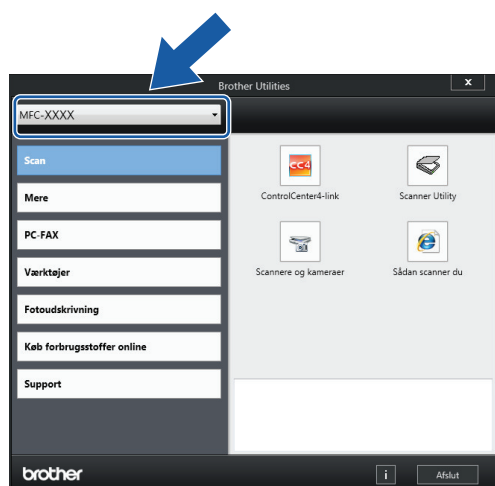 Brother Utilities
x
MFC-XXXX
Scan
Mere
PC-FAX
Værktøjer
Fotoudskrivning
Køb forbrugsstoffer online
Support
CC4
ControlCenter4-link
Scanner Utility
Scannere og kameraer
Sådan scanner du
brother
i
Afslut